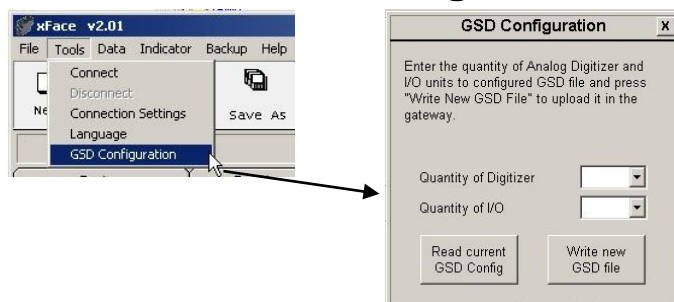 xFace v2.01
File Tools Data Indicator Backup Help
Connect
Disconnect
Connection Settings
Language
GSD Configuration
Save As
GSD Configuration x
Enter the quantity of Analog Digitizer and
I/O units to configured GSD file and press
"Write New GSD File" to upload it in the
gateway.
Quantity of Digitizer
Quantity of I/O
Read current
GSD Config
Write new
GSD file